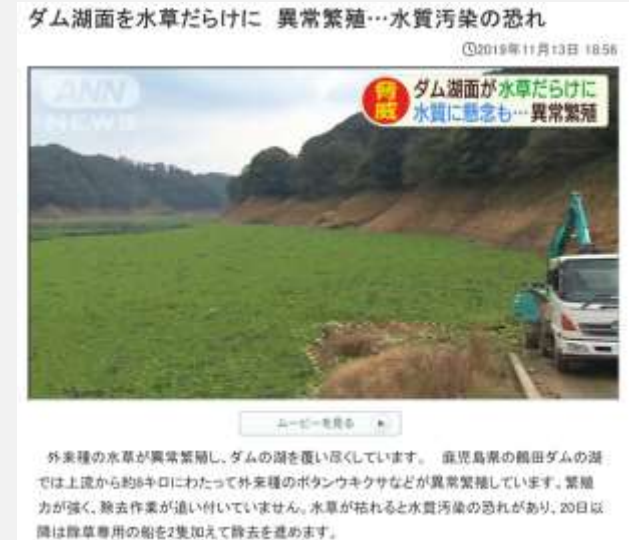 ダム湖面を水草だらけに 異常繁殖…水質汚染の恐れ
2019年11月13日 18:56
ANN
NEWS
脅威
ダム湖面が水草だらけに
水質に懸念も…異常繁殖
ムービーを見る
外来種の水草が異常繁殖し、ダムの湖を覆い尽くしています。 鹿児島県の鶴田ダムの湖
では上流から約8キロにわたって外来種のボタンウキクサなどが異常繁殖しています。繁殖
力が強く、除去作業が追い付いていません。水草が枯れると水質汚染の恐れがあり、20日以
降は除草専用の船を2隻加えて除去を進めます。